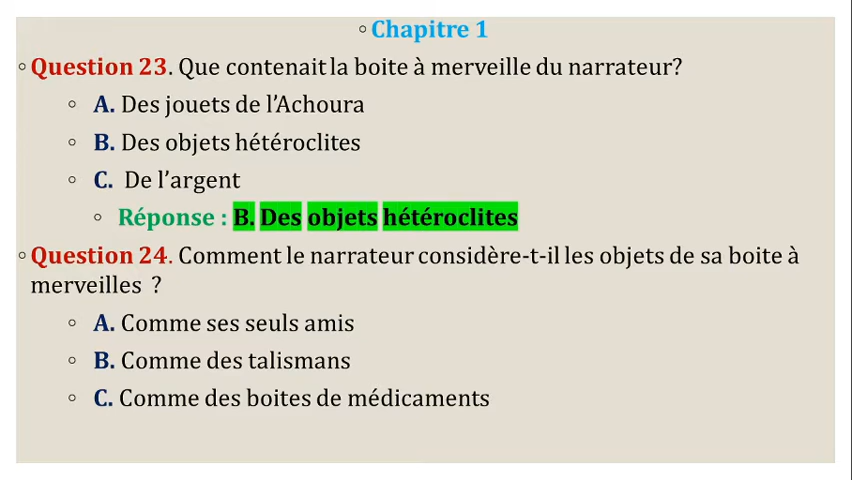 Chapitre 1
Question 23. Que contenait la boite à merveille du narrateur?
A. Des jouets de l'Achoura
B. Des objets hétéroclites
C. De l'argent
Réponse : B. Des objets hétéroclites
Question 24. Comment le narrateur considère-t-il les objets de sa boite à
merveilles ?
A. Comme ses seuls amis
B. Comme des talismans
C. Comme des boites de médicaments